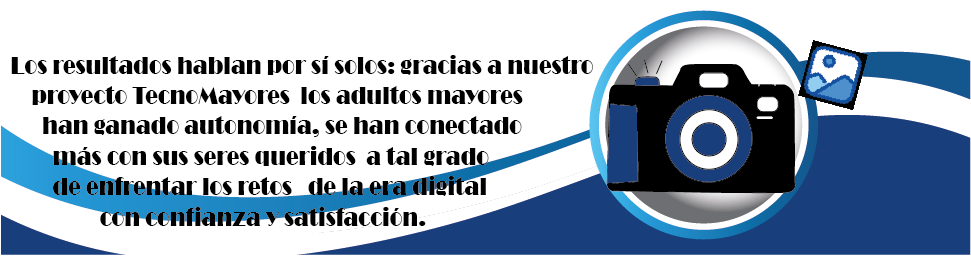 Los resultados hablan por sí solos: gracias a nuestro
proyecto TecnoMayores los adultos mayores
han ganado autonomía, se han conectado
más con sus seres queridos a tal grado
de enfrentar los retos de la era digital
con confianza y satisfacción.